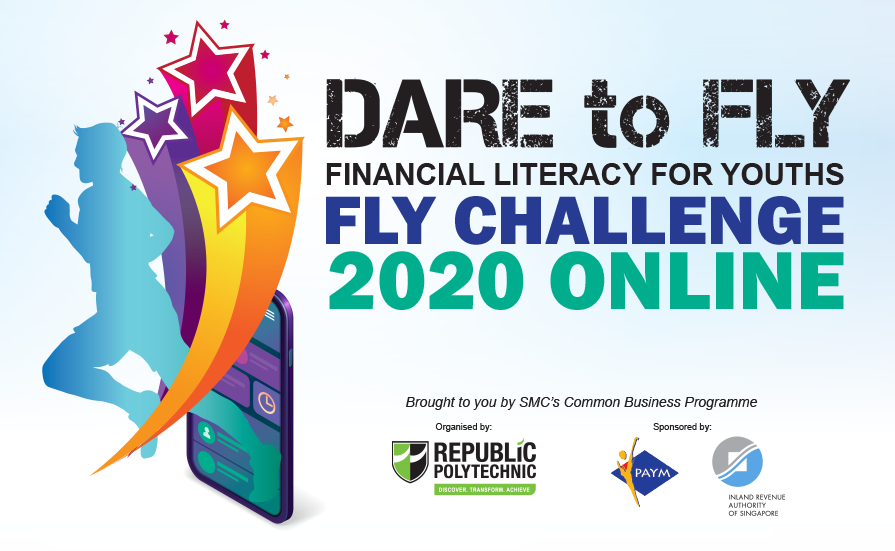 DARE to FLY
FINANCIAL LITERACY FOR YOUTHS
FLY CHALLENGE
2020 ONLINE
Brought to you by SMC's Common Business Programme
Organised by:
REPUBLIC
POLYTECHNIC
DISCOVER. TRANSFORM. ACHIEVE
Sponsored by:
PAYM
INLAND REVENUE
AUTHORITY
OF SINGAPORE